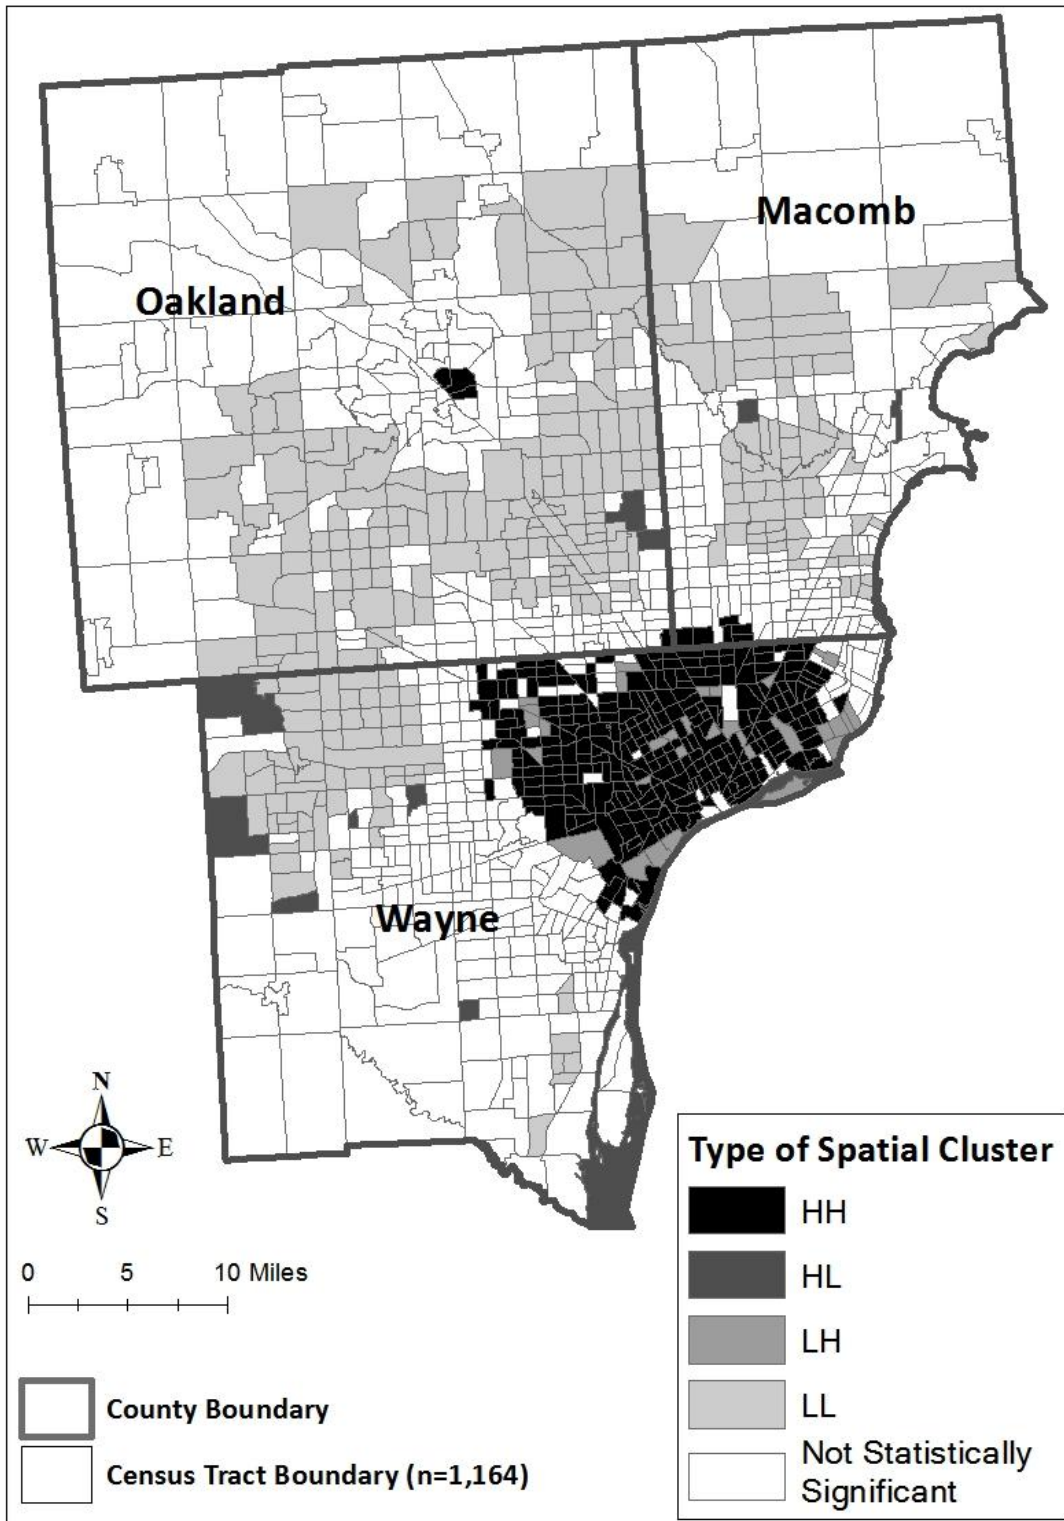 Macomb
Oakland
Wayne
N
W E
S
0 5 10 Miles
County Boundary
Census Tract Boundary (n=1,164)
Type of Spatial Cluster
HH
HL
LH
LL
Not Statistically
Significant